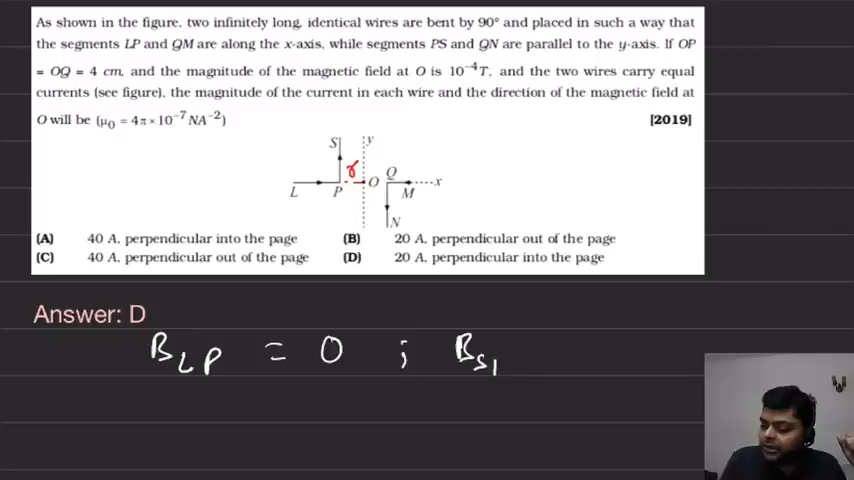 As shown in the figure, two infinitely long, identical wires are bent by 90° and placed in such a way that
the segments LP and QM are along the x-axis, while segments PS and QN are parallel to the y-axis. If OP
= OQ = 4 cm, and the magnitude of the magnetic field at O is 10⁻⁴T, and the two wires carry equal
currents (see figure), the magnitude of the current in each wire and the direction of the magnetic field at
O will be (μ₀ = 4π×10⁻⁷ NA⁻²) [2019]
S y
r Q
L P O M x
N
(A) 40 A, perpendicular into the page (B) 20 A, perpendicular out of the page
(C) 40 A, perpendicular out of the page (D) 20 A, perpendicular into the page
Answer: D
B_LP = 0 ; B_S